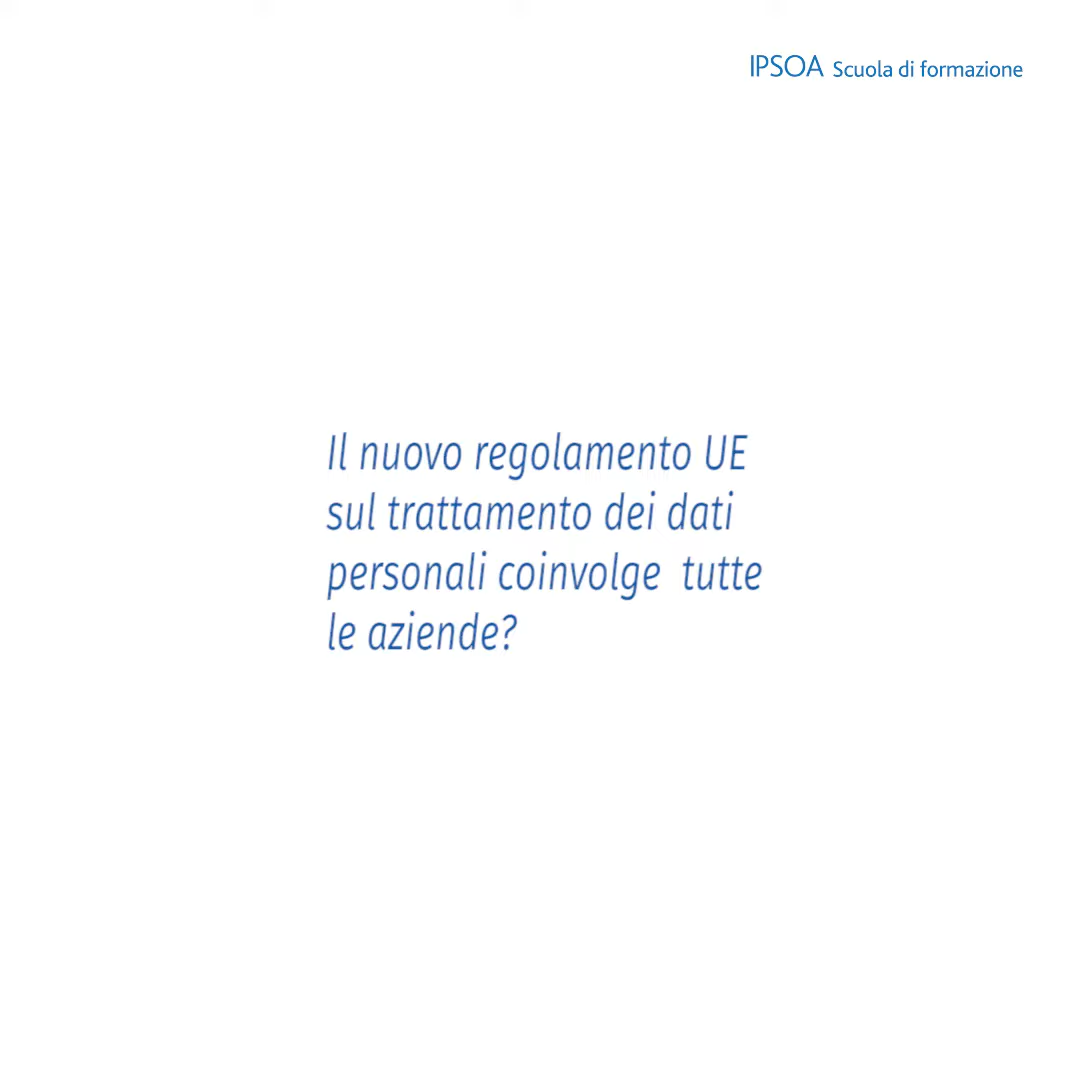 IPSOA Scuola di formazione
Il nuovo regolamento UE
sul trattamento dei dati
personali coinvolge  tutte
le aziende?